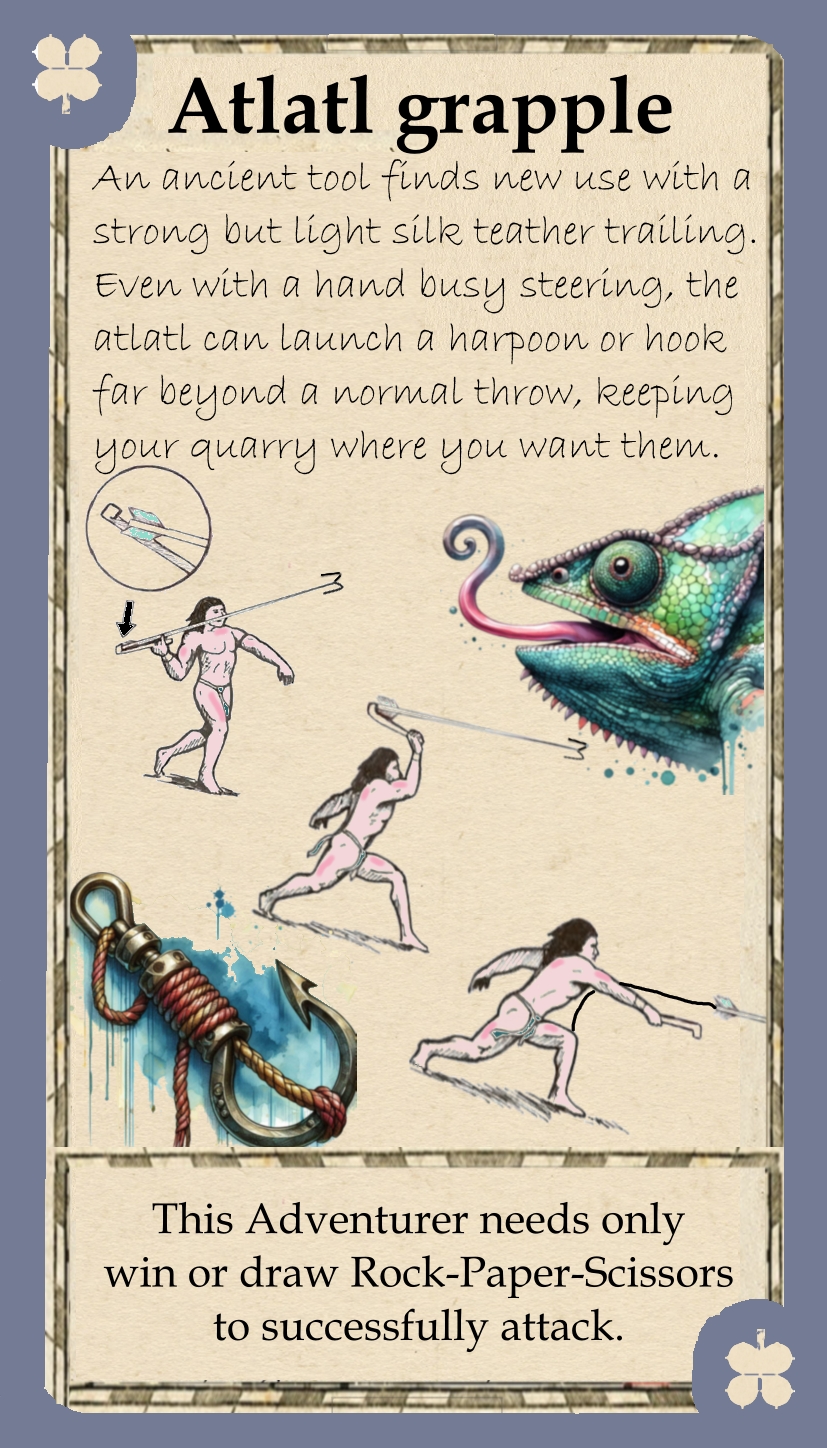 Atlatl grapple
An ancient tool finds new use with a
strong but light silk teather trailing.
Even with a hand busy steering, the
atlatl can launch a harpoon or hook
far beyond a normal throw, keeping
your quarry where you want them.
This Adventurer needs only
win or draw Rock-Paper-Scissors
to successfully attack.